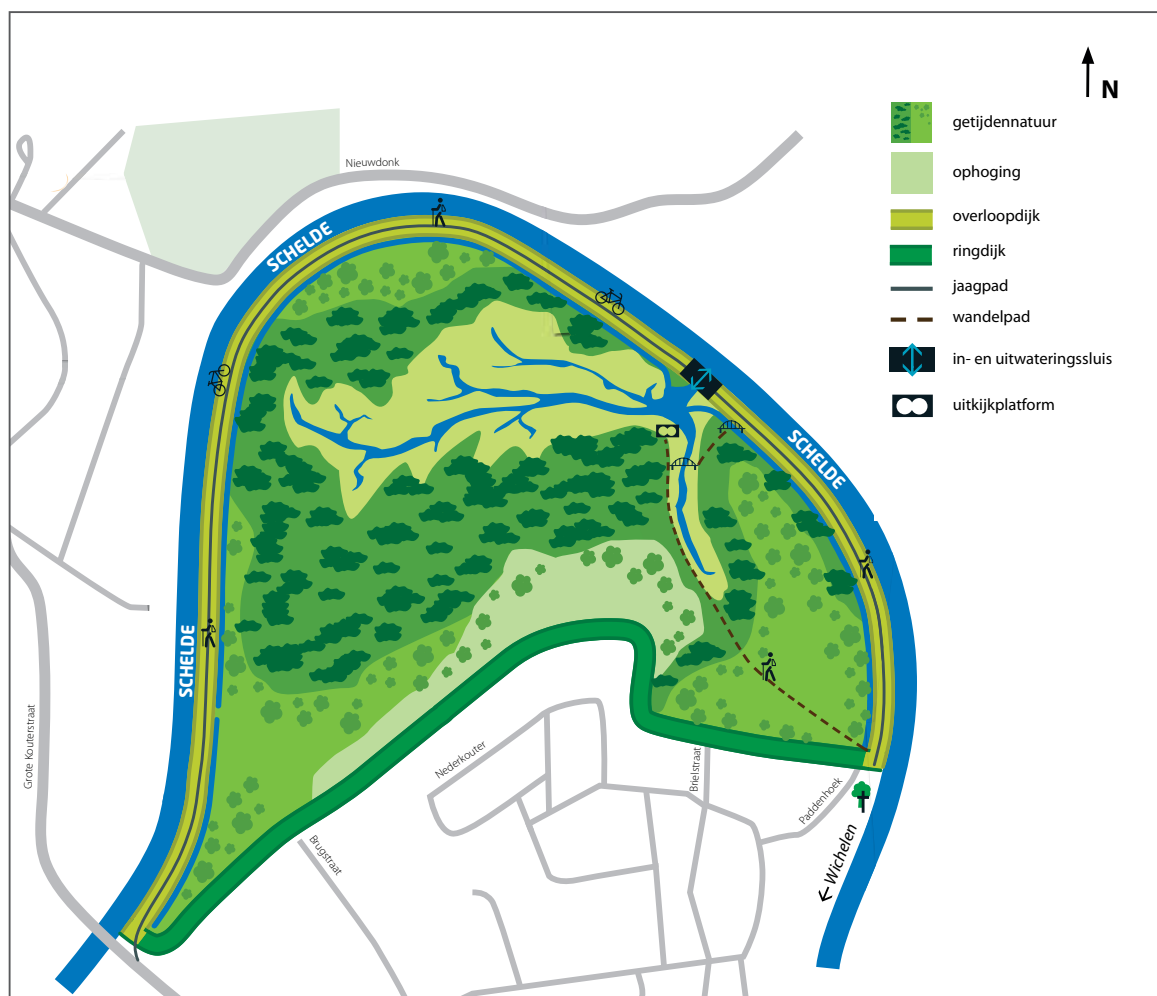 N
getijdennatuur
ophoging
overloopdijk
ringdijk
jaagpad
wandelpad
in- en uitwateringssluis
uitkijkplatform
Nieuwdonk
SCHELDE
SCHELDE
SCHELDE
Grote Kouterstraat
Nederkouter
Brielstraat
Paddenhoek
Brugstraat
← Wichelen